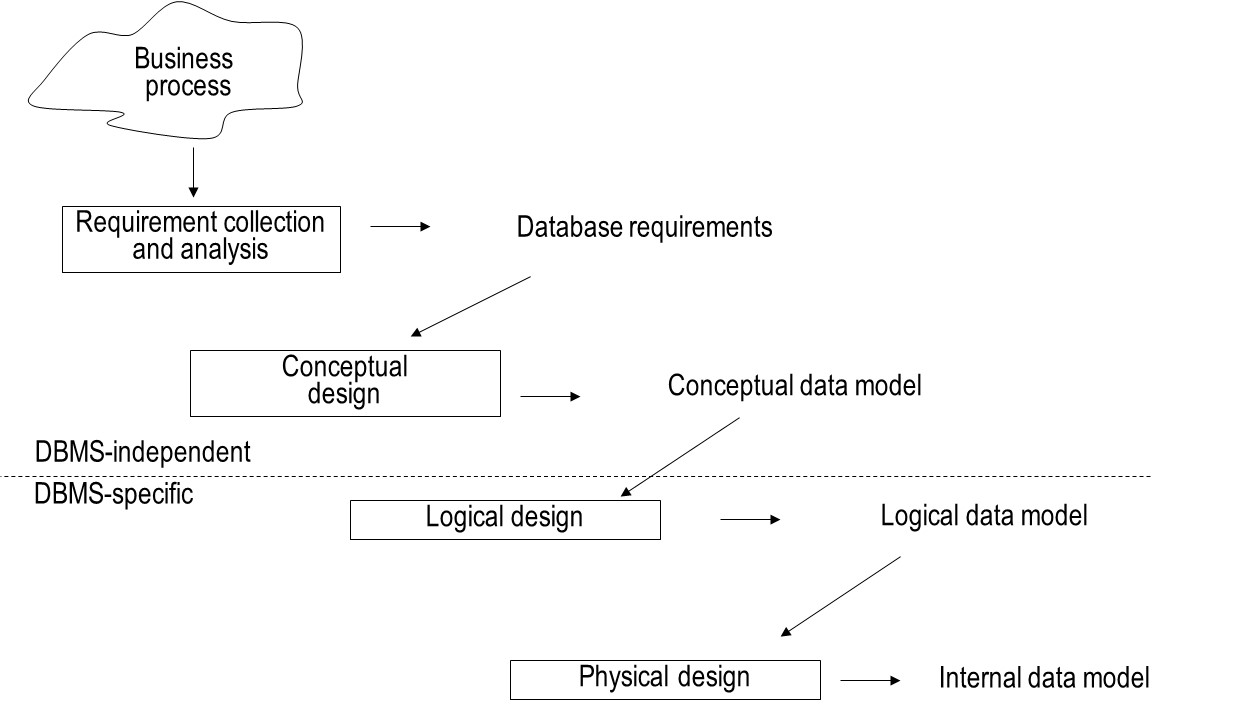 Business
process
Requirement collection
and analysis
Database requirements
Conceptual
design
Conceptual data model
DBMS-independent
DBMS-specific
Logical design
Logical data model
Physical design
Internal data model